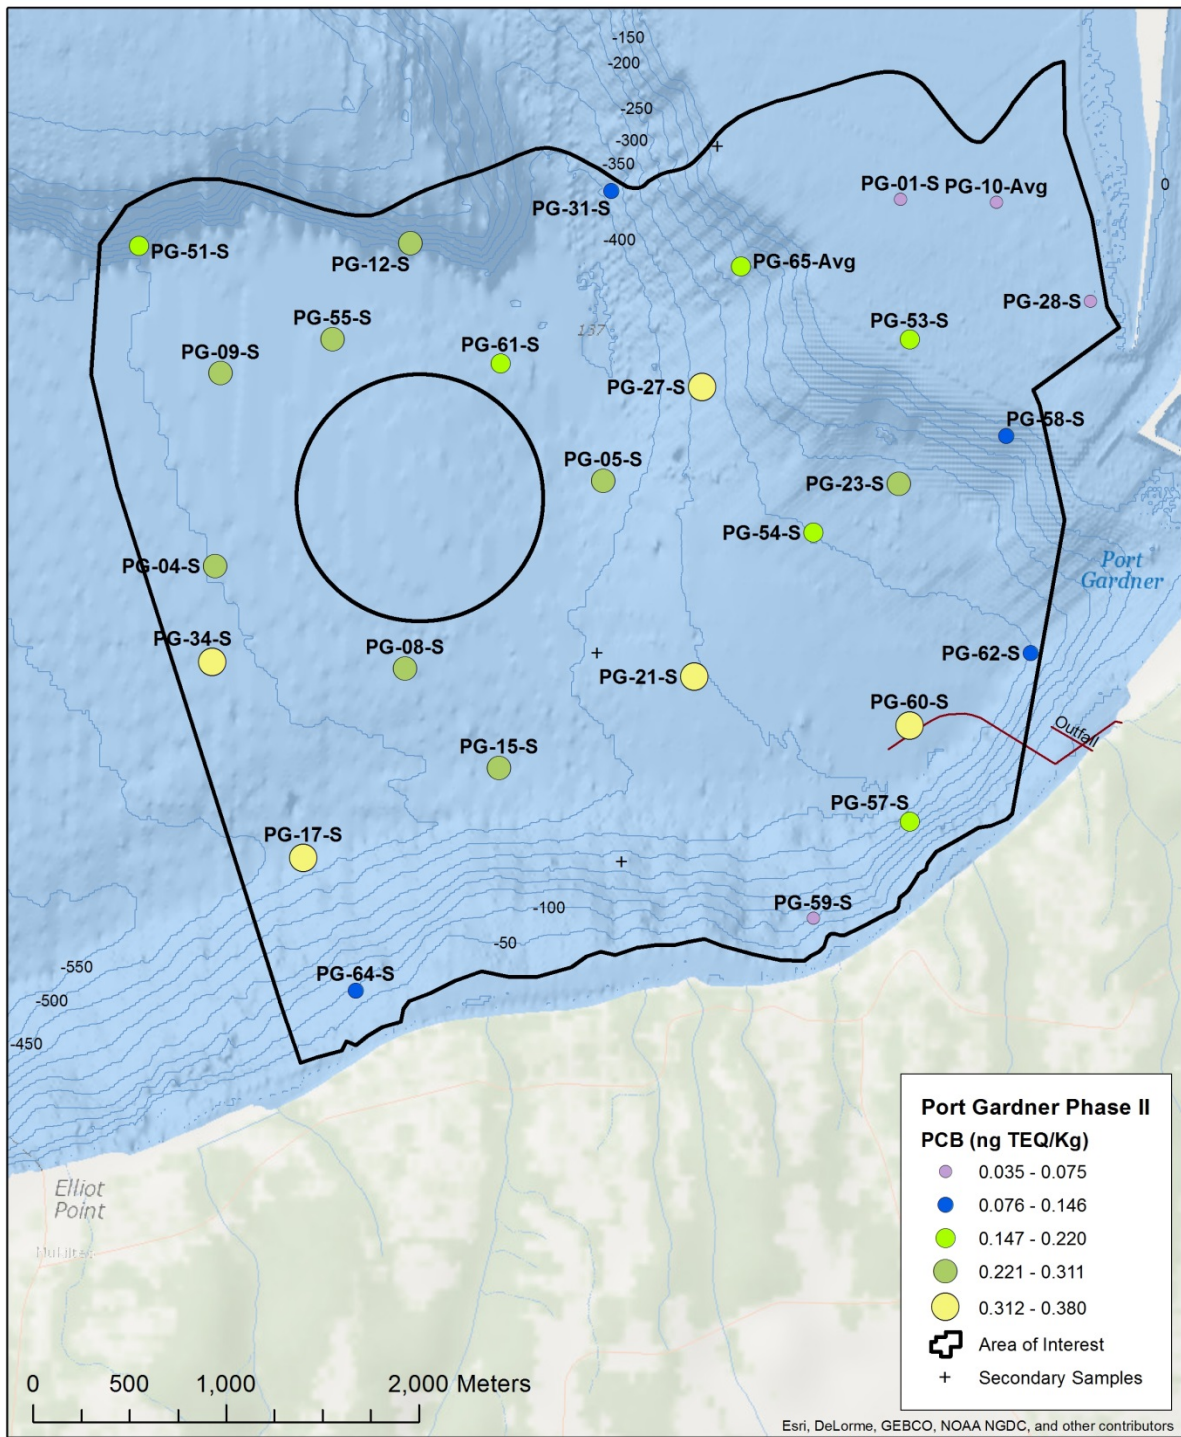 -150
-200
-250
-300
-350
-400
0
PG-01-S
PG-10-Avg
PG-31-S
PG-51-S
PG-12-S
PG-65-Avg
PG-28-S
PG-55-S
137
PG-53-S
PG-09-S
PG-61-S
PG-27-S
PG-58-S
PG-05-S
PG-23-S
PG-54-S
PG-04-S
Port
Gardner
PG-34-S
PG-08-S
PG-62-S
PG-21-S
PG-60-S
Outfall
PG-15-S
PG-57-S
PG-17-S
PG-59-S
-100
-50
PG-64-S
-550
-500
-450
Elliot
Point
Port Gardner Phase II
PCB (ng TEQ/Kg)
0.035 - 0.075
0.076 - 0.146
0.147 - 0.220
0.221 - 0.311
0.312 - 0.380
Area of Interest
+ Secondary Samples
0 500 1,000 2,000 Meters
Esri, DeLorme, GEBCO, NOAA NGDC, and other contributors